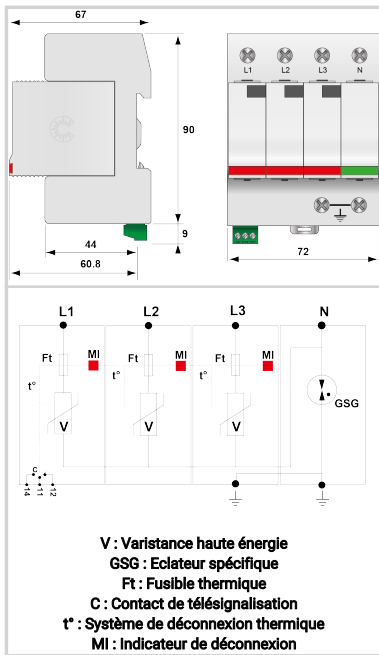 67
90
9
44
60.8
L1 L2 L3 N
72
L1 L2 L3 N
Ft MI Ft MI Ft MI
t° t° t°
GSG
V V V
C
14 11 12
V : Varistance haute énergie
GSG : Eclateur spécifique
Ft : Fusible thermique
C : Contact de télésignalisation
t° : Système de déconnexion thermique
MI : Indicateur de déconnexion